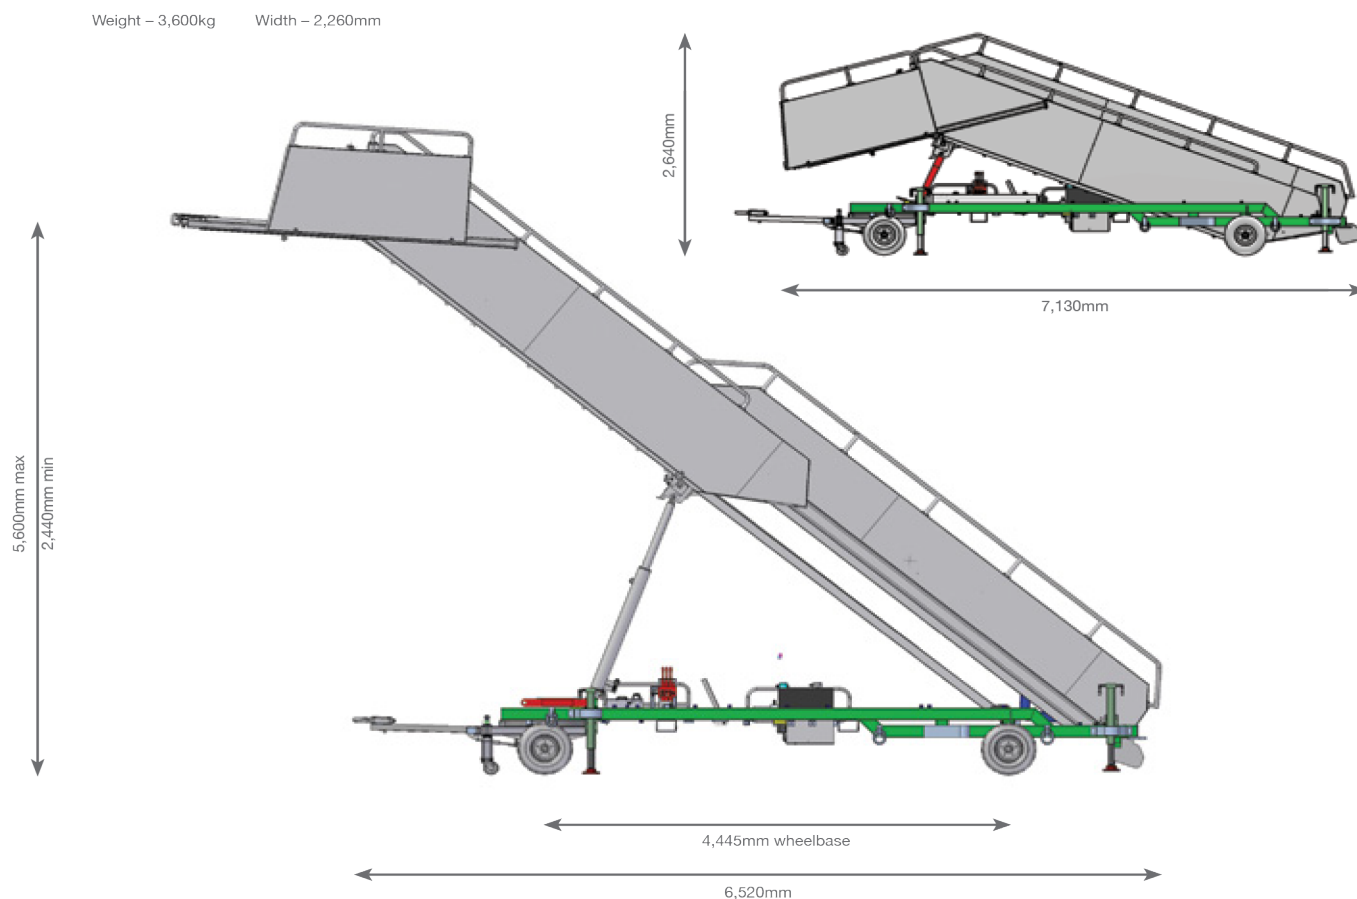 Weight – 3,600kg Width – 2,260mm
2,640mm
7,130mm
5,600mm max
2,440mm min
4,445mm wheelbase
6,520mm